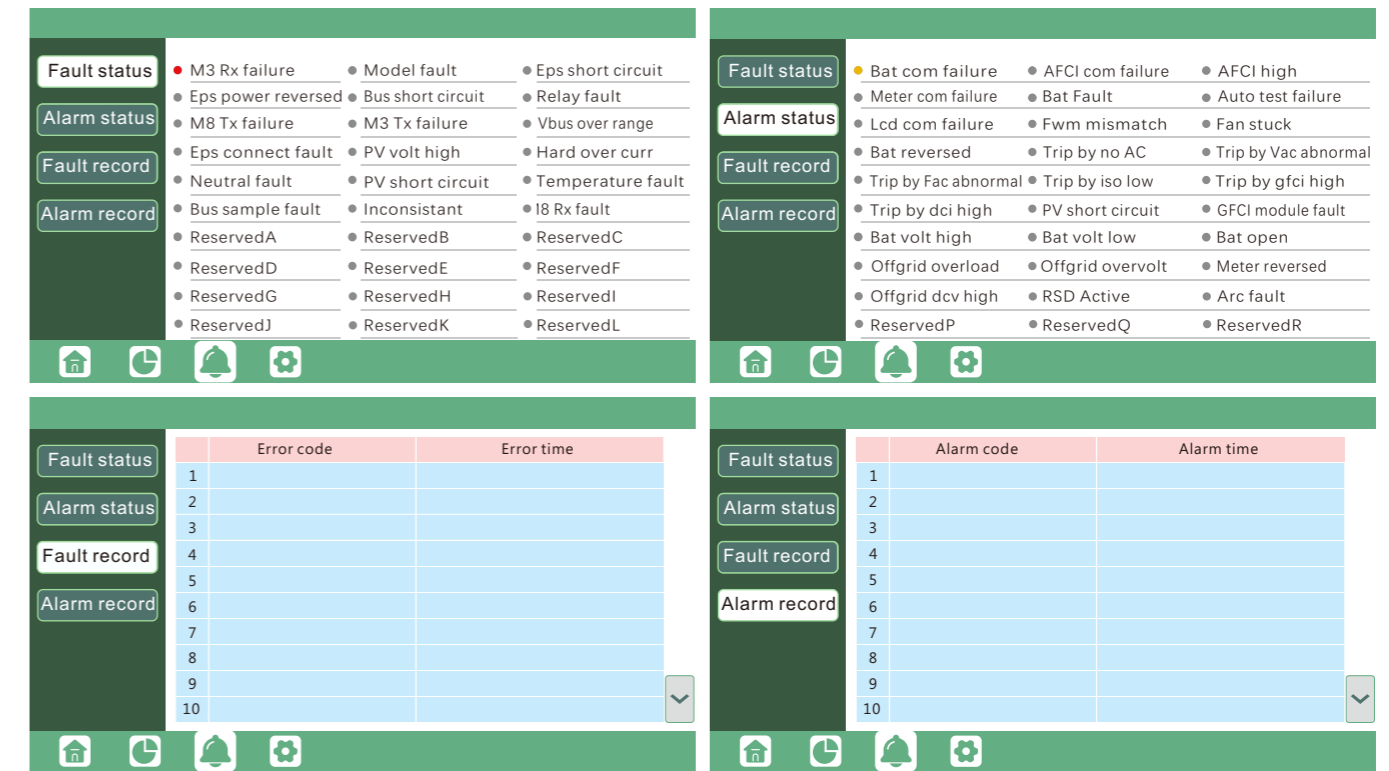 Fault status
Alarm status
Fault record
Alarm record
M3 Rx failure Model fault Eps short circuit
Eps power reversed Bus short circuit Relay fault
M8 Tx failure M3 Tx failure Vbus over range
Eps connect fault PV volt high Hard over curr
Neutral fault PV short circuit Temperature fault
Bus sample fault Inconsistant I8 Rx fault
ReservedA ReservedB ReservedC
ReservedD ReservedE ReservedF
ReservedG ReservedH ReservedI
ReservedJ ReservedK ReservedL
Fault status
Alarm status
Fault record
Alarm record
Bat com failure AFCI com failure AFCI high
Meter com failure Bat Fault Auto test failure
Lcd com failure Fwm mismatch Fan stuck
Bat reversed Trip by no AC Trip by Vac abnormal
Trip by Fac abnormal Trip by iso low Trip by gfci high
Trip by dci high PV short circuit GFCI module fault
Bat volt high Bat volt low Bat open
Offgrid overload Offgrid overvolt Meter reversed
Offgrid dcv high RSD Active Arc fault
ReservedP ReservedQ ReservedR
Fault status
Alarm status
Fault record
Alarm record
Error code Error time
1
2
3
4
5
6
7
8
9
10
Fault status
Alarm status
Fault record
Alarm record
Alarm code Alarm time
1
2
3
4
5
6
7
8
9
10